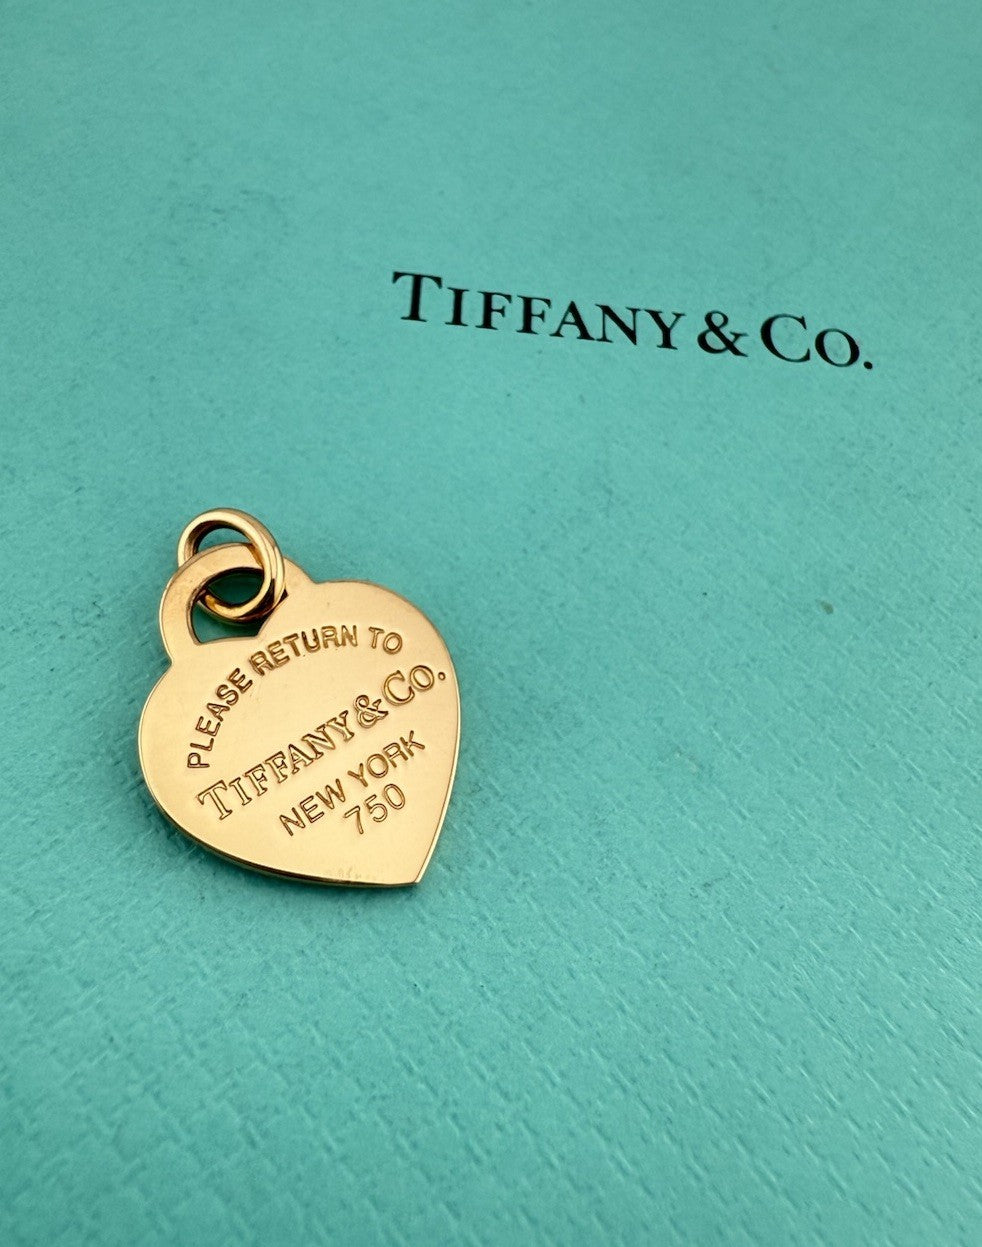 TIFFANY & CO.
PLEASE RETURN TO
TIFFANY & CO.
NEW YORK
750